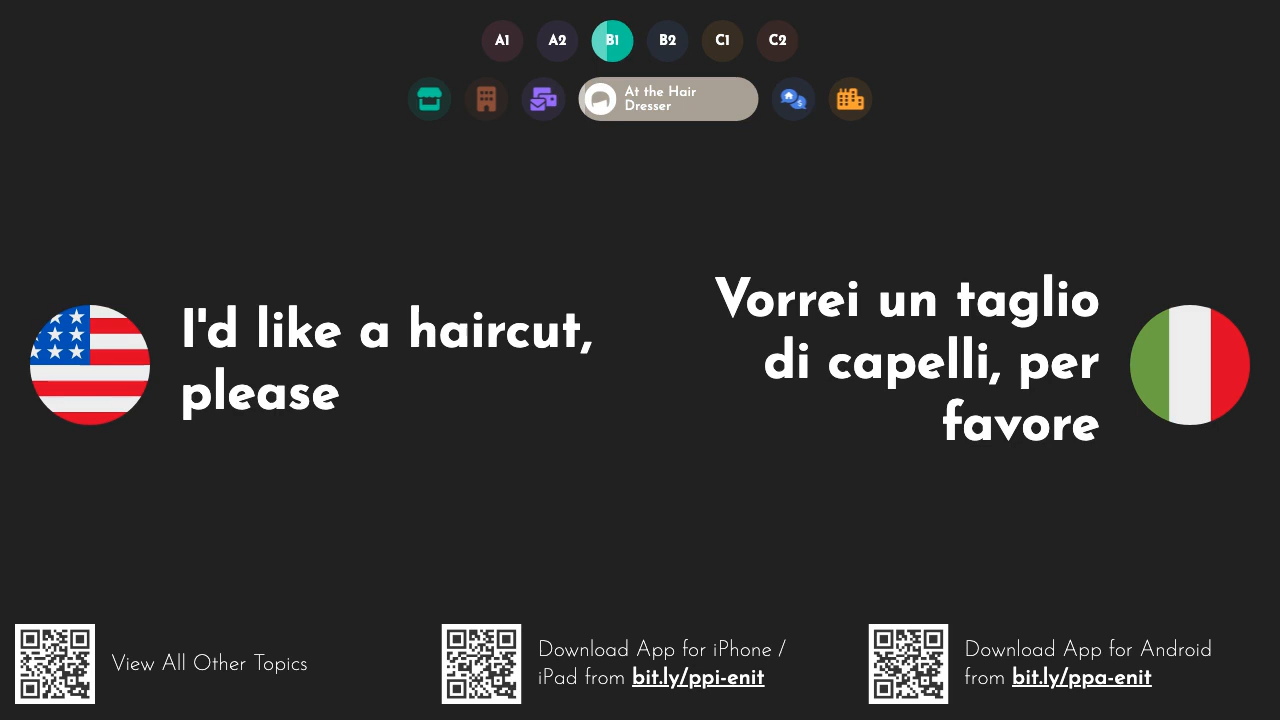 A1 A2 B1 B2 C1 C2
At the Hair
Dresser
I'd like a haircut,
please
Vorrei un taglio
di capelli, per
favore
View All Other Topics
Download App for iPhone /
iPad from bit.ly/ppi-enit
Download App for Android
from bit.ly/ppa-enit